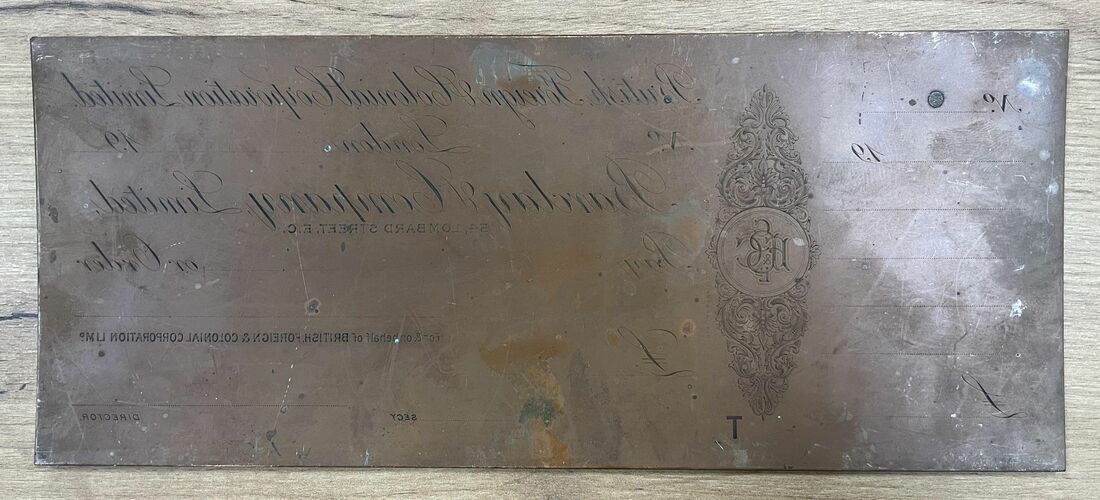 British, Foreign & Colonial Corporation Limited.
No.
London
19
Barclay & Company, Limited.
54, LOMBARD STREET, E.C.
Pay
or Order
£
For & on behalf of BRITISH, FOREIGN & COLONIAL CORPORATION LIMD.
SECY
DIRECTOR
No.
19
£
T